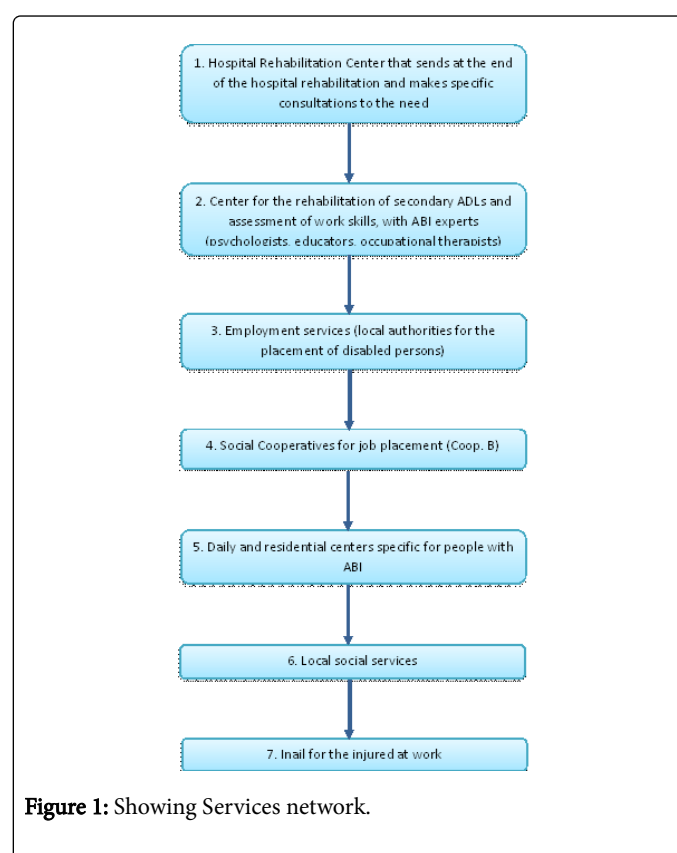 1. Hospital Rehabilitation Center that sends at the end
of the hospital rehabilitation and makes specific
consultations to the need
2. Center for the rehabilitation of secondary ADLs and
assessment of work skills, with ABI experts
(psychologists, educators, occupational therapists)
3. Employment services (local authorities for the
placement of disabled persons)
4. Social Cooperatives for job placement (Coop. B)
5. Daily and residential centers specific for people with
ABI
6. Local social services
7. Inail for the injured at work
Figure 1: Showing Services network.